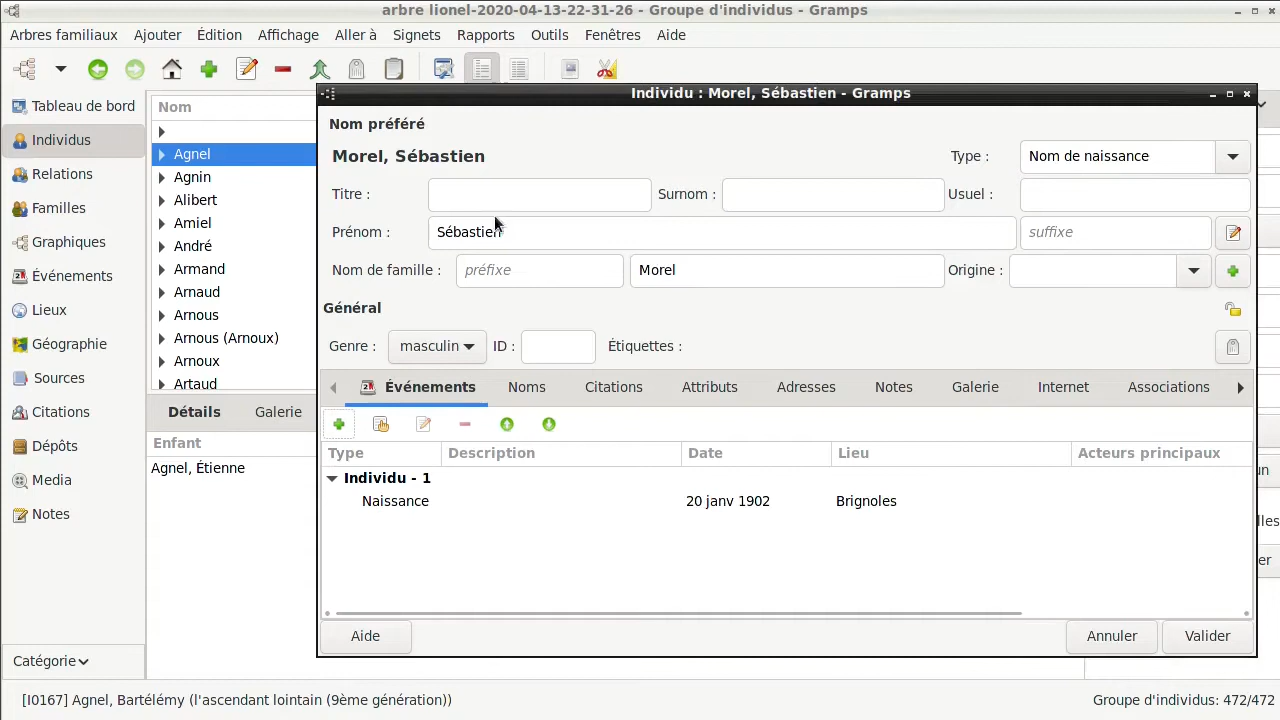 arbre lionel-2020-04-13-22-31-26 - Groupe d'individus - Gramps
Arbres familiaux Ajouter Édition Affichage Aller à Signets Rapports Outils Fenêtres Aide
Tableau de bord
Individus
Relations
Familles
Graphiques
Événements
Lieux
Géographie
Sources
Citations
Dépôts
Media
Notes
Catégorie
Nom
Agnel
Agnin
Alibert
Amiel
André
Armand
Arnaud
Arnous
Arnous (Arnoux)
Arnoux
Artaud
Détails Galerie
Enfant
Agnel, Étienne
Individu : Morel, Sébastien - Gramps
Nom préféré
Morel, Sébastien Type : Nom de naissance
Titre : Surnom : Usuel :
Prénom : Sébastien suffixe
Nom de famille : préfixe Morel Origine :
Général
Genre : masculin ID : Étiquettes :
Événements Noms Citations Attributs Adresses Notes Galerie Internet Associations
Type Description Date Lieu Acteurs principaux
Individu - 1
Naissance 20 janv 1902 Brignoles
Aide Annuler Valider
un
lles
er
[I0167] Agnel, Bartélémy (l'ascendant lointain (9ème génération)) Groupe d'individus: 472/472